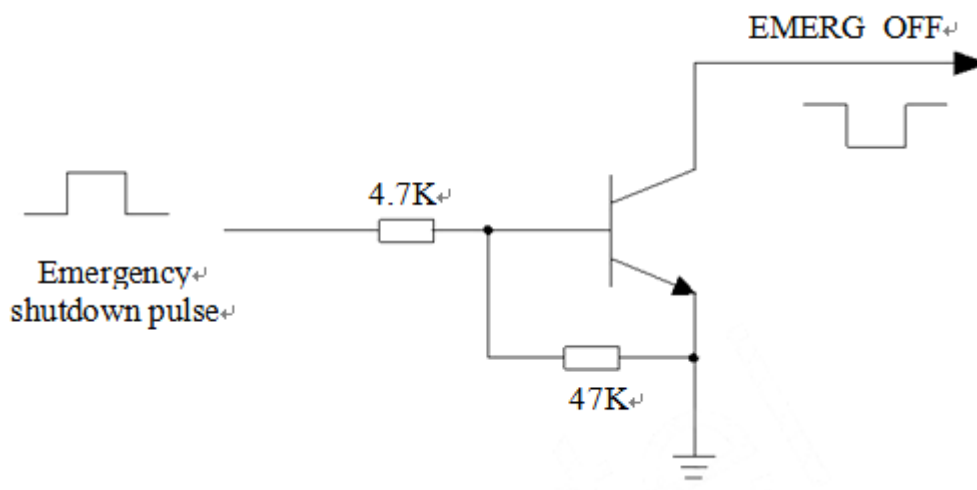 EMERG OFF↵
4.7K↵
Emergency↵
shutdown pulse↵
47K↵